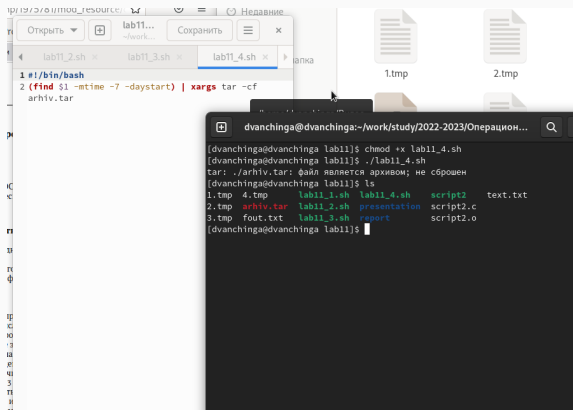 /1975781/mod_resource/
Недавние
Открыть
lab11...
~/work...
Сохранить
lab11_2.sh
lab11_3.sh
lab11_4.sh
1 #!/bin/bash
2 (find $1 -mtime -7 -daystart) | xargs tar -cf
arhiv.tar
1.tmp
2.tmp
dvanchinga@dvanchinga:~/work/study/2022-2023/Операцион...
[dvanchinga@dvanchinga lab11]$ chmod +x lab11_4.sh
[dvanchinga@dvanchinga lab11]$ ./lab11_4.sh
tar: ./arhiv.tar: файл является архивом; не сброшен
[dvanchinga@dvanchinga lab11]$ ls
1.tmp 4.tmp lab11_1.sh lab11_4.sh script2 text.txt
2.tmp arhiv.tar lab11_2.sh presentation script2.c
3.tmp fout.txt lab11_3.sh report script2.o
[dvanchinga@dvanchinga lab11]$